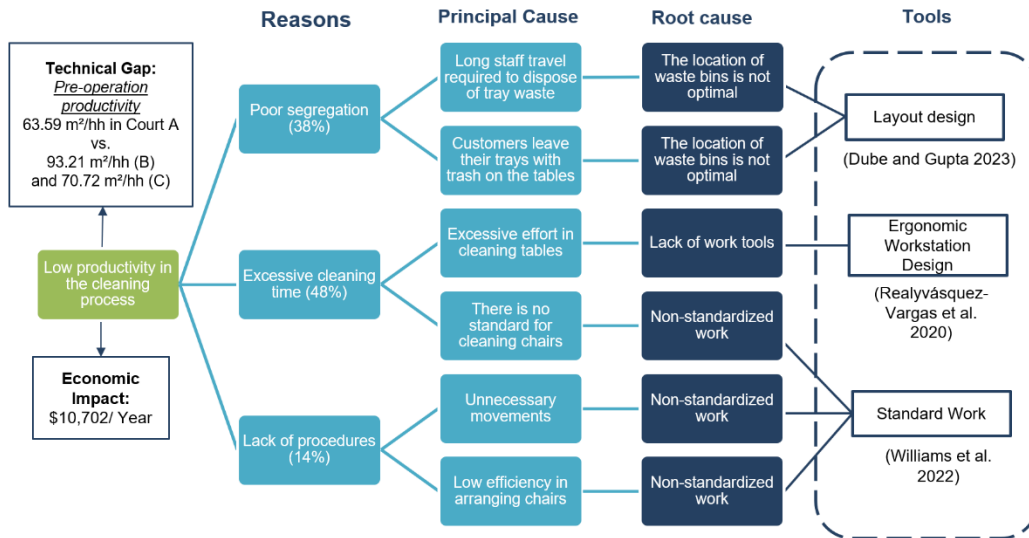 Reasons
Principal Cause
Root cause
Tools
Technical Gap:
Pre-operation
productivity
63.59 m²/hh in Court A
vs.
93.21 m²/hh (B)
and 70.72 m²/hh (C)
Low productivity in
the cleaning
process
Economic
Impact:
$10,702/ Year
Poor segregation
(38%)
Excessive cleaning
time (48%)
Lack of procedures
(14%)
Long staff travel
required to dispose
of tray waste
Customers leave
their trays with
trash on the tables
Excessive effort in
cleaning tables
There is no
standard for
cleaning chairs
Unnecessary
movements
Low efficiency in
arranging chairs
The location of
waste bins is not
optimal
The location of
waste bins is not
optimal
Lack of work tools
Non-standardized
work
Non-standardized
work
Non-standardized
work
Layout design
(Dube and Gupta 2023)
Ergonomic
Workstation
Design
(Realyvásquez-
Vargas et al.
2020)
Standard Work
(Williams et al.
2022)